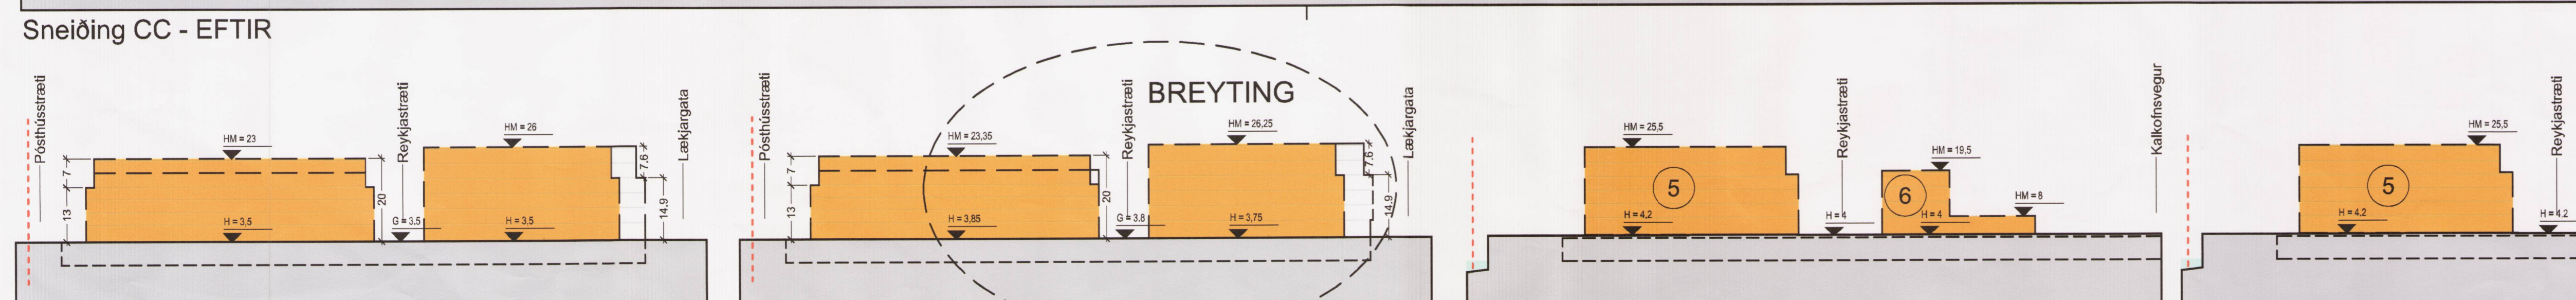 Sneiðing CC - EFTIR
Pósthússtræti
7
13
HM = 23
H = 3,5
20
Reykjastræti
G = 3.5
HM = 26
H = 3.5
7,6
14,9
Lækjargata
Pósthússtræti
7
13
HM = 23,35
H = 3,85
20
BREYTING
Reykjastræti
G = 3.8
HM = 26,25
H = 3,75
7,6
14,9
Lækjargata
HM = 25,5
5
H = 4,2
Reykjastræti
H = 4
HM = 19,5
6
H = 4
HM = 8
Kalkofnsvegur
HM = 25,5
5
H = 4,2
Reykjastræti
H = 4.2